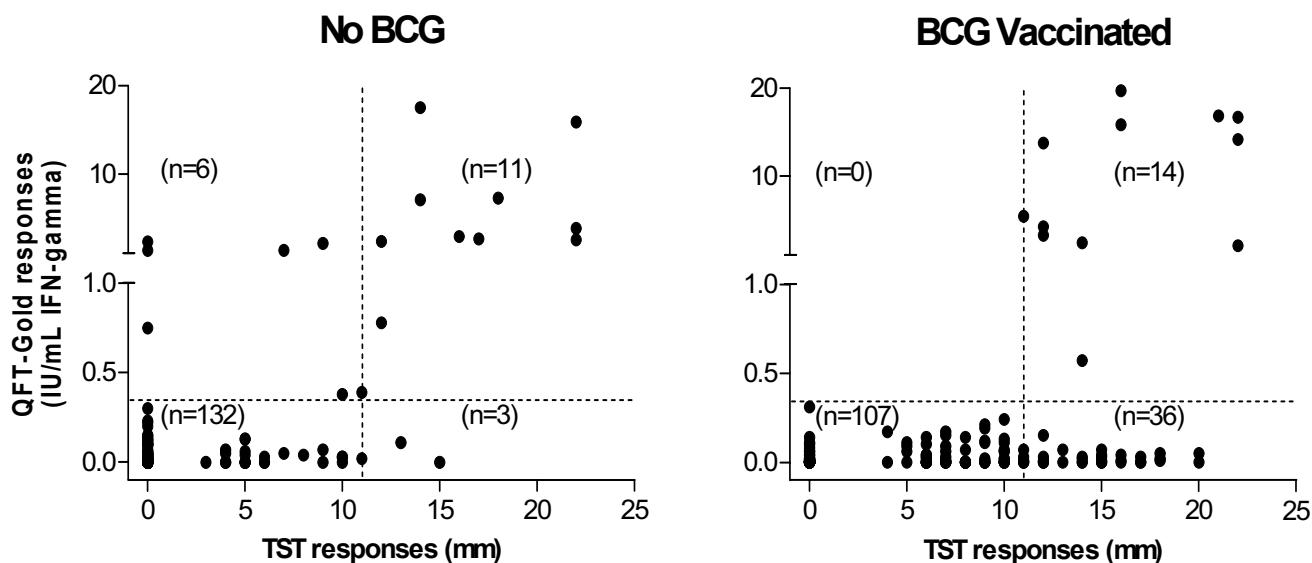 No BCG
QFT-Gold responses
(IU/mL IFN-gamma)
20
10
1.0
0.5
0.0
(n=6)
(n=11)
(n=132)
(n=3)
0 5 10 15 20 25
TST responses (mm)
BCG Vaccinated
20
10
1.0
0.5
0.0
(n=0)
(n=14)
(n=107)
(n=36)
0 5 10 15 20 25
TST responses (mm)